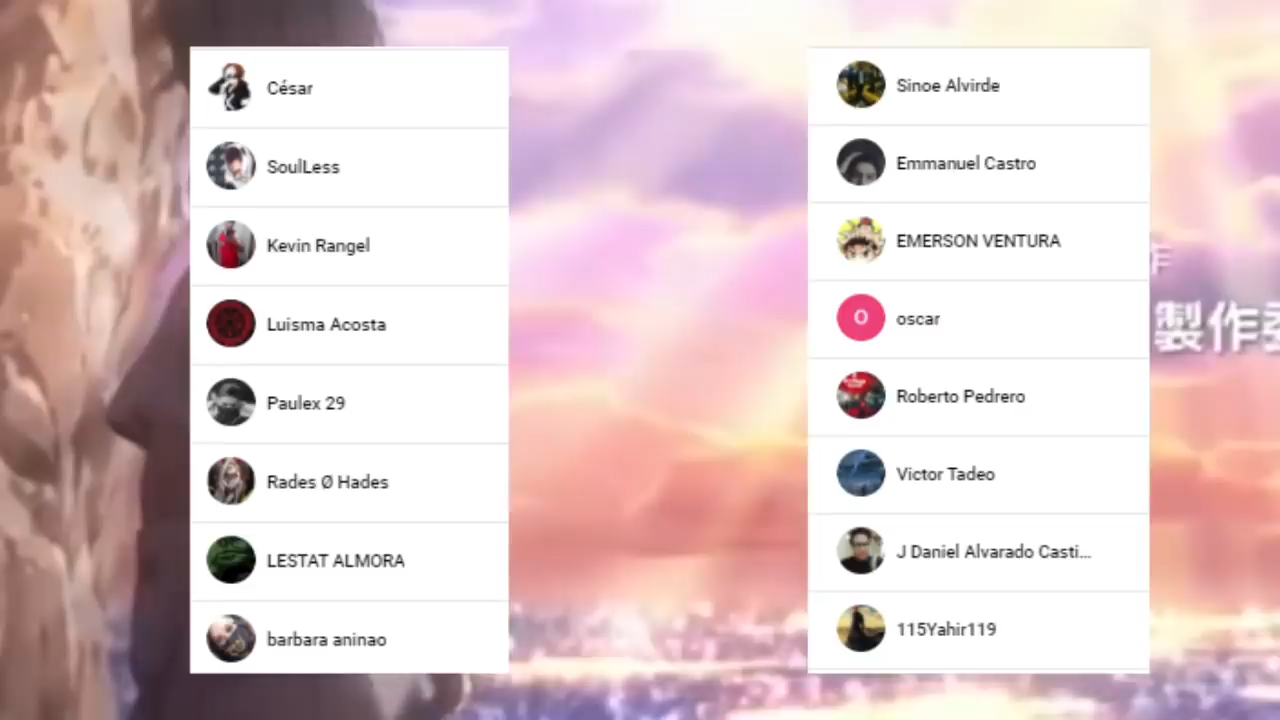 César
SoulLess
Kevin Rangel
Luisma Acosta
Paulex 29
Rades Ø Hades
LESTAT ALMORA
barbara aninao
Sinoe Alvirde
Emmanuel Castro
EMERSON VENTURA
O
oscar
Roberto Pedrero
Victor Tadeo
J Daniel Alvarado Casti...
115Yahir119
作
製作委